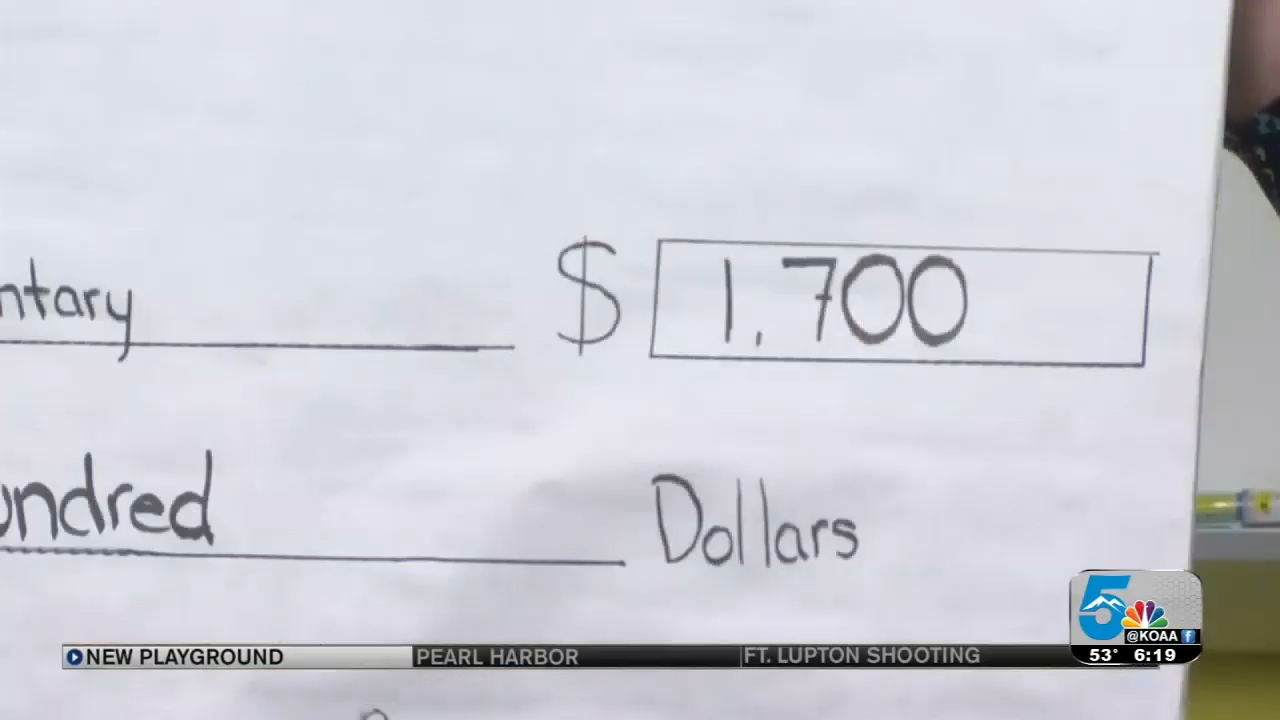 ntary $ 1,700
undred Dollars
5
@KOAA f
NEW PLAYGROUND PEARL HARBOR FT. LUPTON SHOOTING 53° 6:19